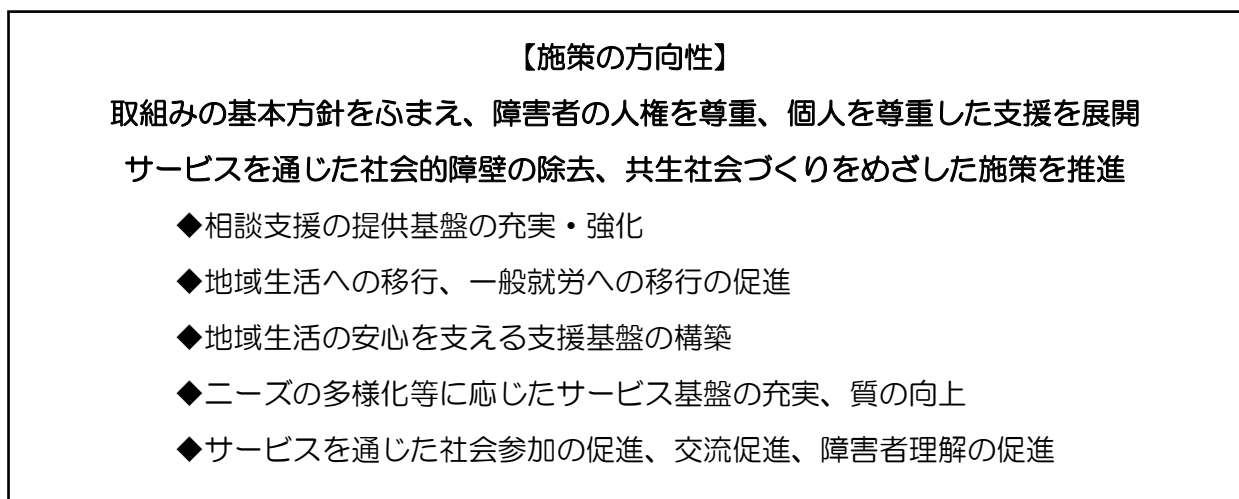 【施策の方向性】
取組みの基本方針をふまえ、障害者の人権を尊重、個人を尊重した支援を展開
サービスを通じた社会的障壁の除去、共生社会づくりをめざした施策を推進
◆相談支援の提供基盤の充実・強化
◆地域生活への移行、一般就労への移行の促進
◆地域生活の安心を支える支援基盤の構築
◆ニーズの多様化等に応じたサービス基盤の充実、質の向上
◆サービスを通じた社会参加の促進、交流促進、障害者理解の促進